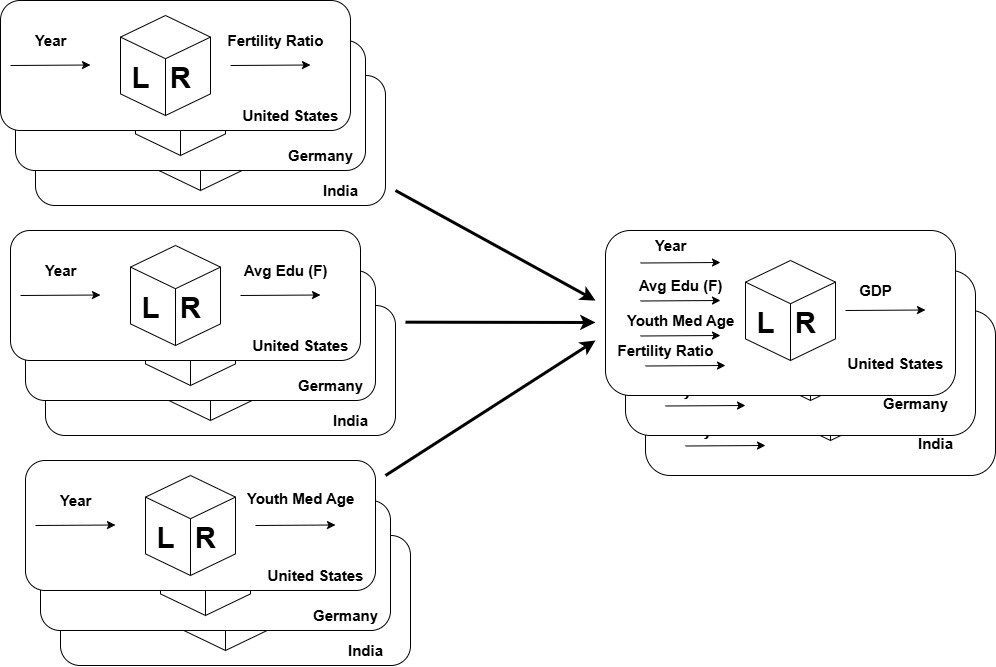 Year
Fertility Ratio
L R
United States
Germany
India
Year
Avg Edu (F)
L R
United States
Germany
India
Year
Youth Med Age
L R
United States
Germany
India
Year
Avg Edu (F)
Youth Med Age
Fertility Ratio
L R
GDP
United States
Germany
India